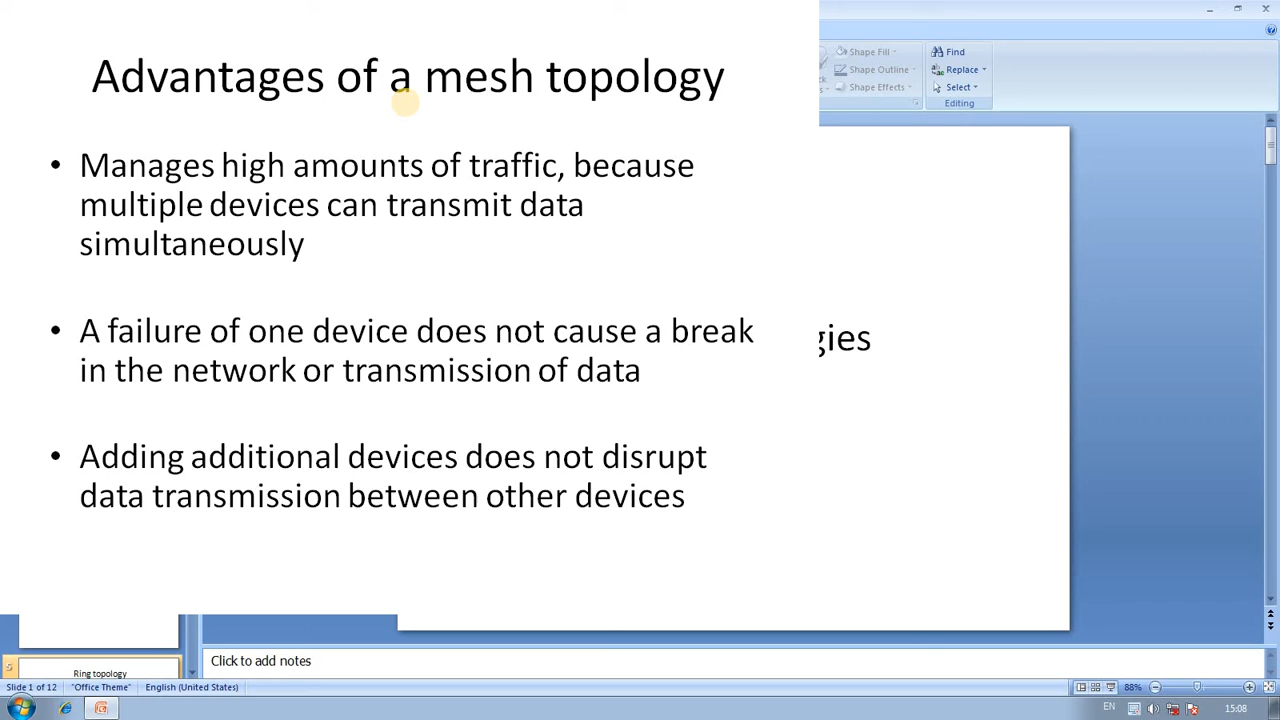 Advantages of a mesh topology
• Manages high amounts of traffic, because
multiple devices can transmit data
simultaneously
• A failure of one device does not cause a break
in the network or transmission of data
• Adding additional devices does not disrupt
data transmission between other devices
Shape Fill
Shape Outline
Shape Effects
Find
Replace
Select
Editing
gies
5
Ring topology
Click to add notes
Slide 1 of 12
"Office Theme"
English (United States)
88%
EN
15:08